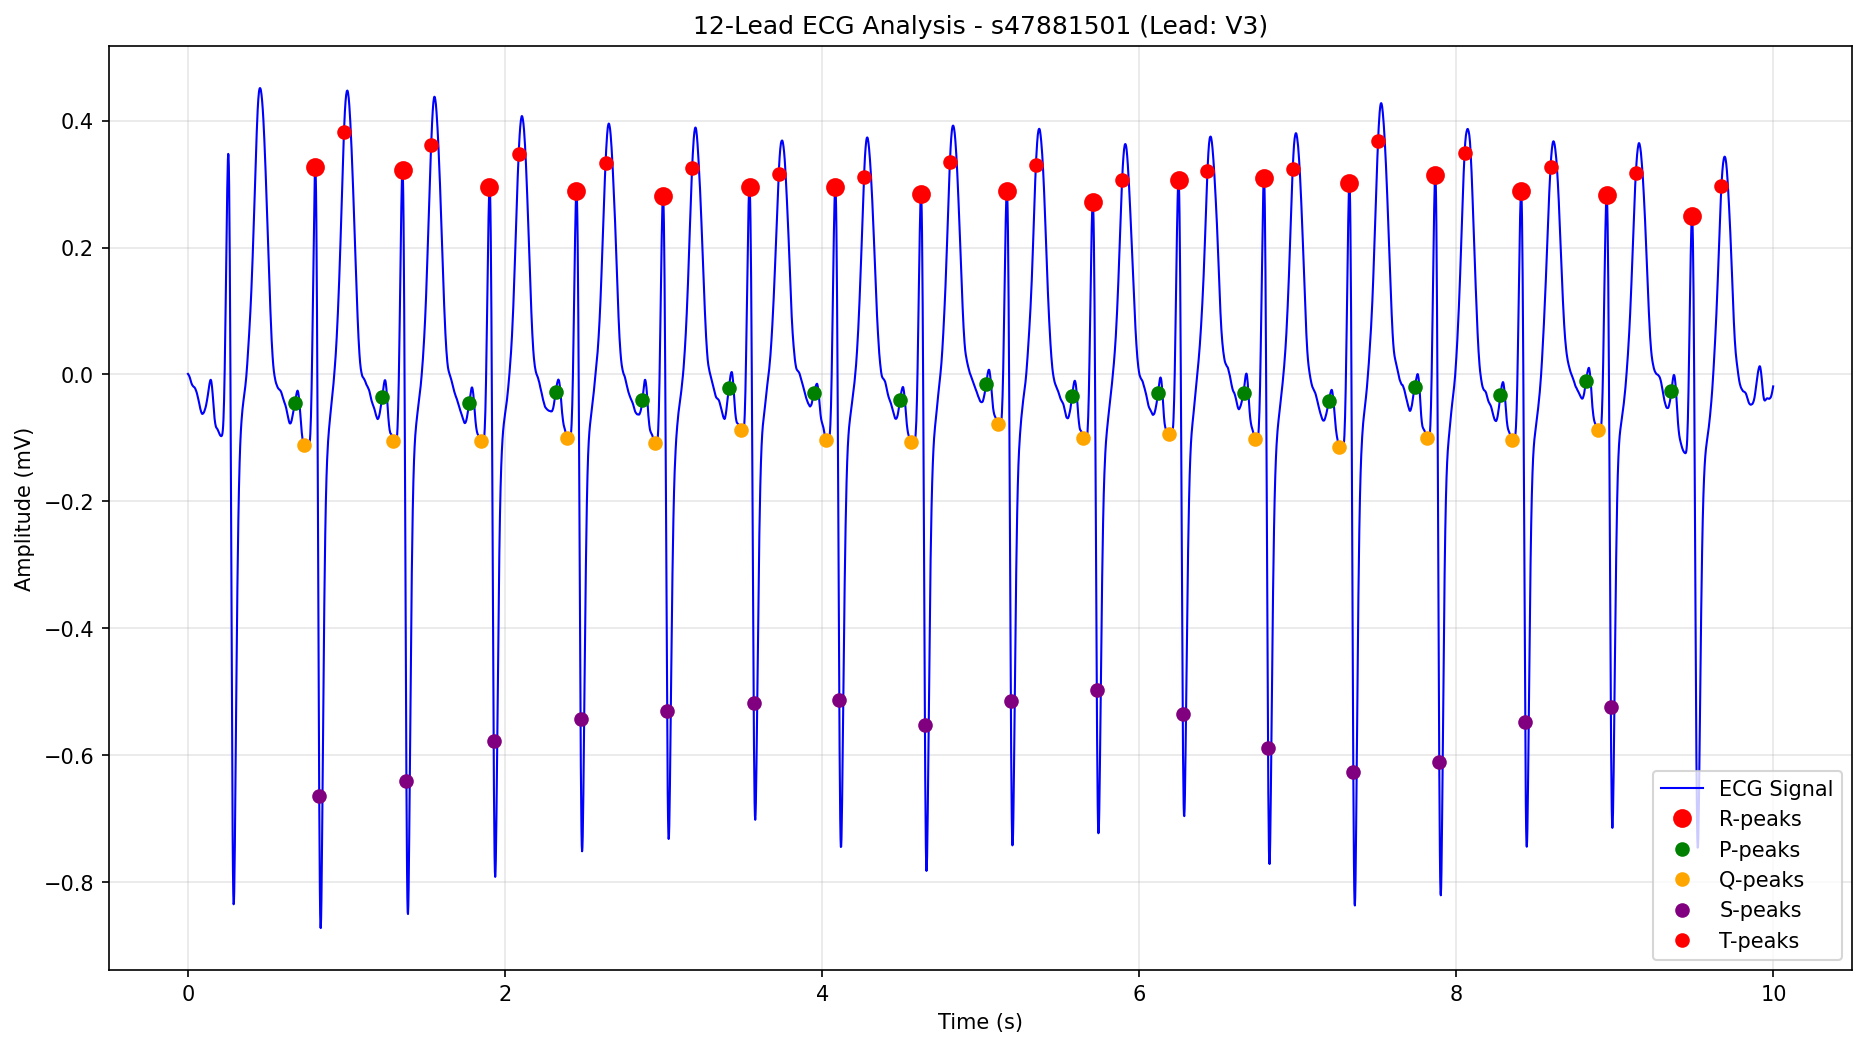 12-Lead ECG Analysis - s47881501 (Lead: V3)
Amplitude (mV)
0.4
0.2
0.0
−0.2
−0.4
−0.6
−0.8
ECG Signal
R-peaks
P-peaks
Q-peaks
S-peaks
T-peaks
0 2 4 6 8 10
Time (s)